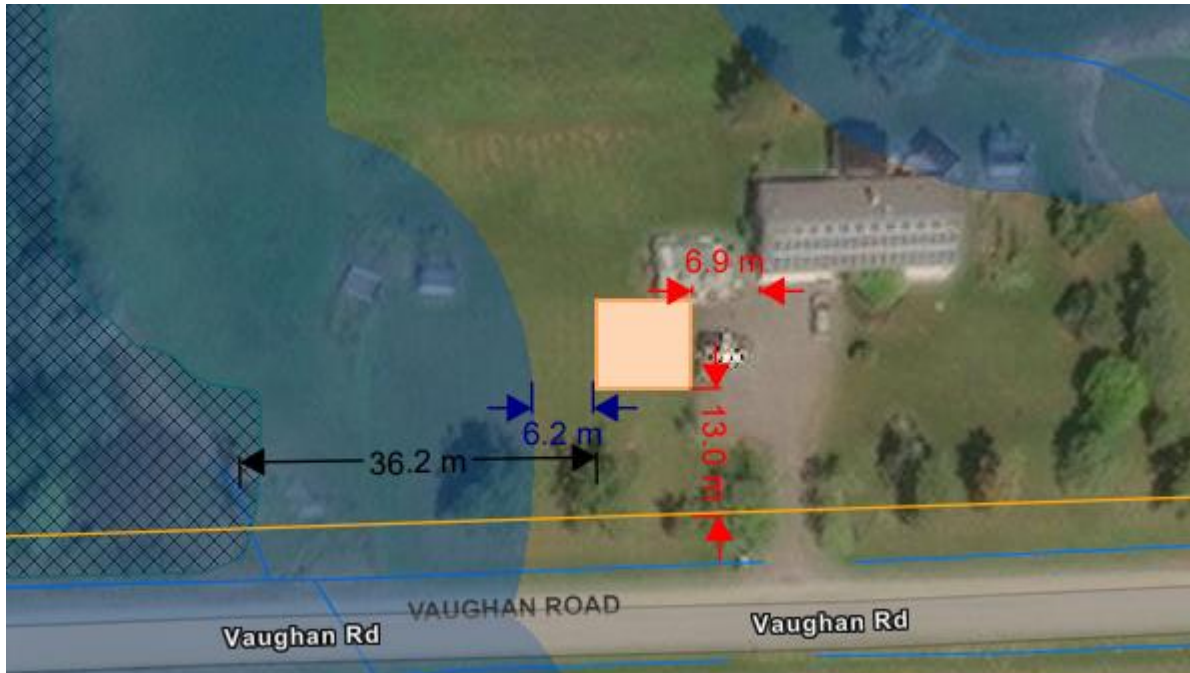 6.9 m
13.0 m
6.2 m
36.2 m
VAUGHAN ROAD
Vaughan Rd
Vaughan Rd